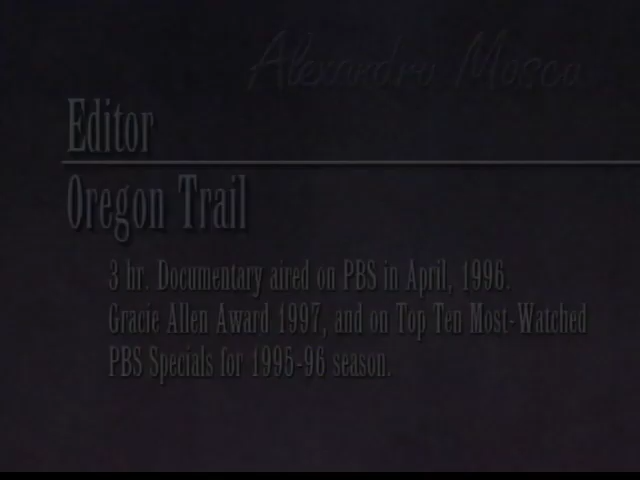 Alexandra Mosca
Editor
Oregon Trail
3 hr. Documentary aired on PBS in April, 1996.
Gracie Allen Award 1997, and on Top Ten Most-Watched
PBS Specials for 1995-96 season.